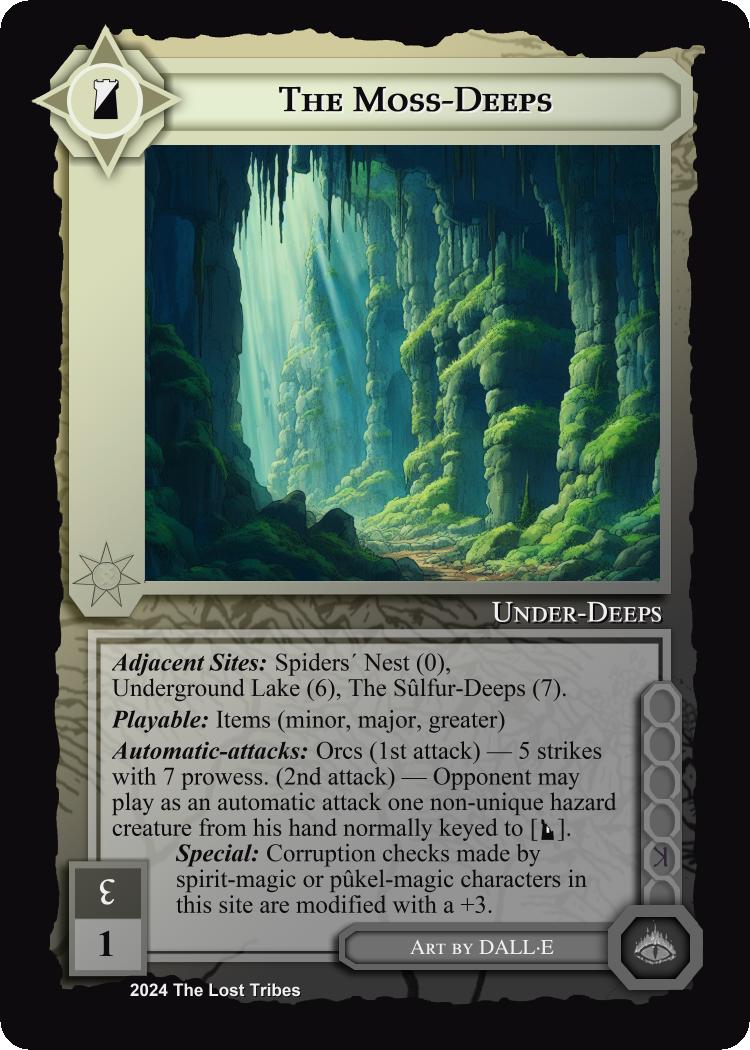 The Moss-Deeps
Under-Deeps
Adjacent Sites: Spiders´ Nest (0),
Underground Lake (6), The Sûlfur-Deeps (7).
Playable: Items (minor, major, greater)
Automatic-attacks: Orcs (1st attack) — 5 strikes
with 7 prowess. (2nd attack) — Opponent may
play as an automatic attack one non-unique hazard
creature from his hand normally keyed to [ ].
Special: Corruption checks made by
spirit-magic or pûkel-magic characters in
this site are modified with a +3.
1
Art by DALL·E
2024 The Lost Tribes